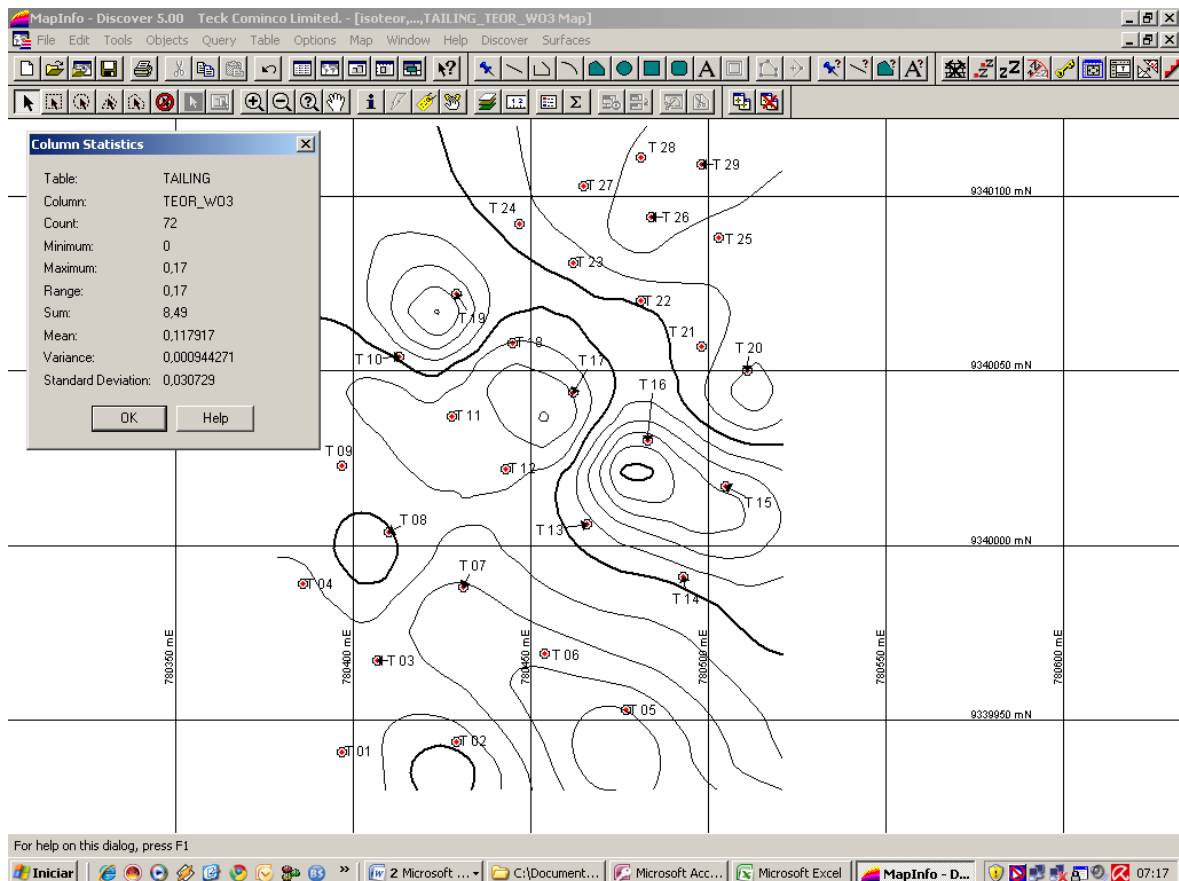 MapInfo - Discover 5.00 Teck Cominco Limited. - [isoteor,...,TAILING_TEOR_WO3 Map]
File Edit Tools Objects Query Table Options Map Window Help Discover Surfaces
Column Statistics
Table: TAILING
Column: TEOR_WO3
Count: 72
Minimum: 0
Maximum: 0,17
Range: 0,17
Sum: 8,49
Mean: 0,117917
Variance: 0,000944271
Standard Deviation: 0,030729
OK Help
T 28
T 29
T 27
9340100 mN
T 24
T 26
T 25
T 23
T 22
T 19
T 18
T 21
T 20
T 10
T 17
9340050 mN
T 16
T 11
T 09
T 12
T 15
T 08
T 13
9340000 mN
T 07
T 04
T 14
780350 mE
780400 mE
780450 mE
780500 mE
780550 mE
780600 mE
T 03
T 06
T 05
9339950 mN
T 01
T 02
For help on this dialog, press F1
Iniciar » 2 Microsoft ... C:\Document... Microsoft Acc... Microsoft Excel MapInfo - D... 07:17